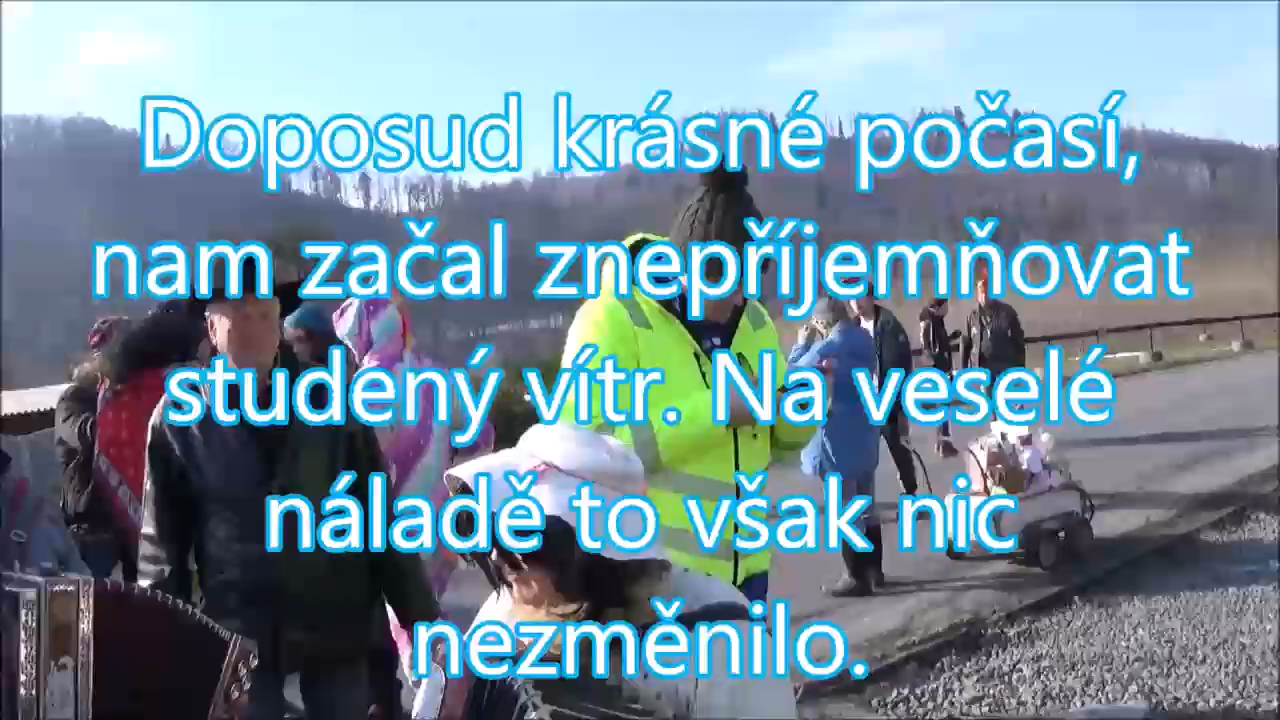 Doposud krásné počasí,
nam začal znepříjemňovat
studený vítr. Na veselé
náladě to však nic
nezměnilo.